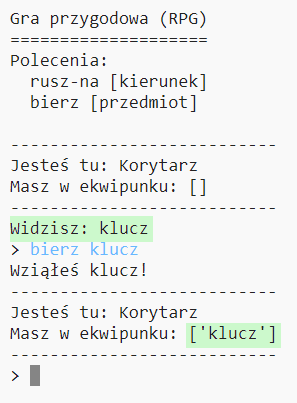 Gra przygodowa (RPG)
====================
Polecenia:
  rusz-na [kierunek]
  bierz [przedmiot]

---------------------------
Jesteś tu: Korytarz
Masz w ekwipunku: []
---------------------------
Widzisz: klucz
> bierz klucz
Wziąłeś klucz!
---------------------------
Jesteś tu: Korytarz
Masz w ekwipunku: ['klucz']
---------------------------
>